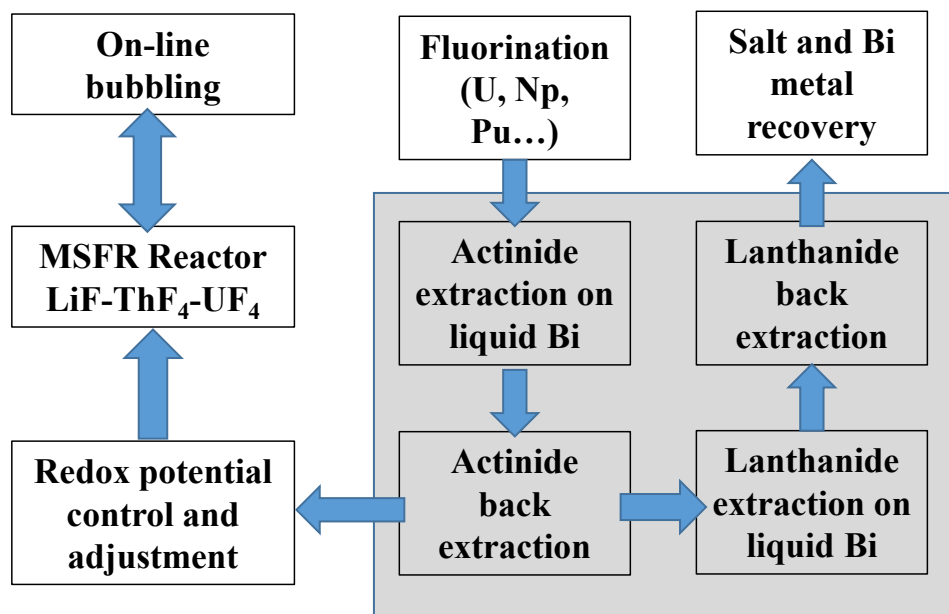 On-line
bubbling
Fluorination
(U, Np,
Pu…)
Salt and Bi
metal
recovery
MSFR Reactor
LiF-ThF₄-UF₄
Actinide
extraction on
liquid Bi
Lanthanide
back
extraction
Redox potential
control and
adjustment
Actinide
back
extraction
Lanthanide
extraction on
liquid Bi